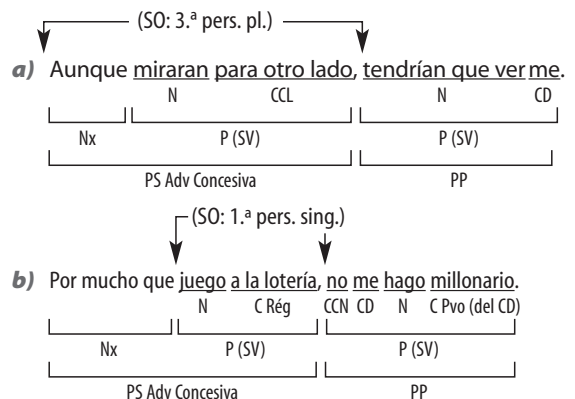 (SO: 3.ª pers. pl.)
a) Aunque miraran para otro lado, tendrían que verme.
N CCL N CD
Nx P (SV) P (SV)
PS Adv Concesiva PP
(SO: 1.ª pers. sing.)
b) Por mucho que juego a la lotería, no me hago millonario.
N C Rég CCN CD N C Pvo (del CD)
Nx P (SV) P (SV)
PS Adv Concesiva PP